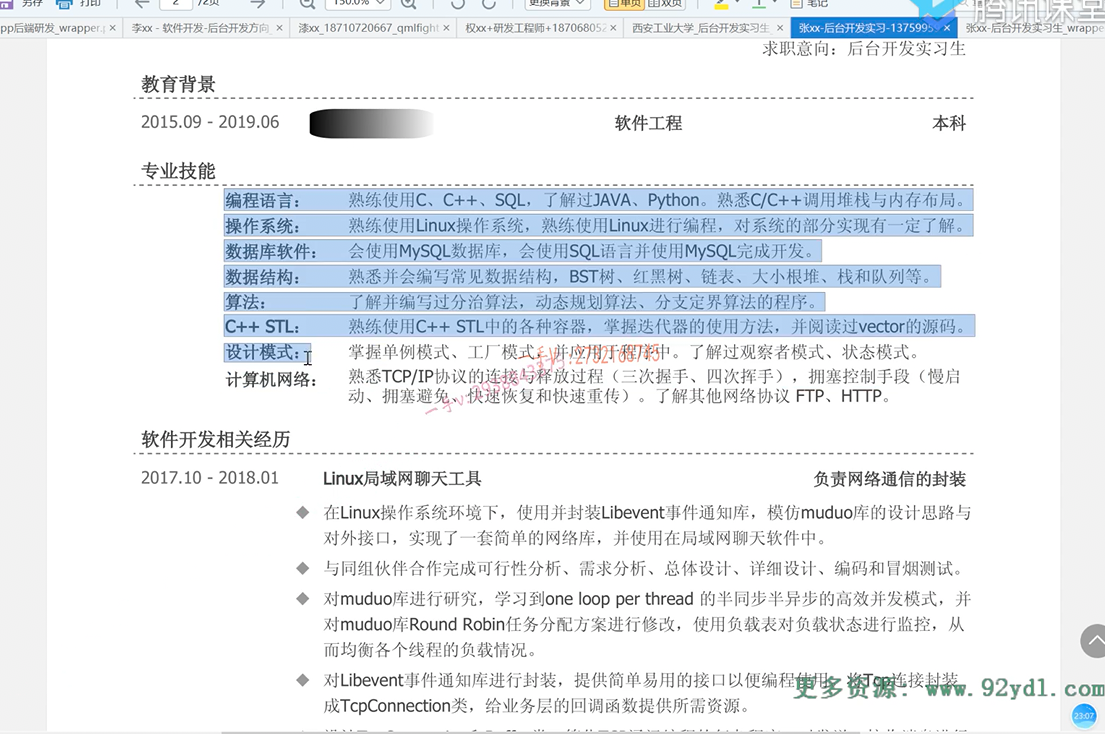 另存
打印
2
/2页
150.0%
更换背景
单页
双页
笔记
腾讯课堂
pp后端研发_wrapper.p
李xx - 软件开发-后台开发方向
漆xx_18710720667_qmlfight
权xx+研发工程师+187068052
西安工业大学_后台开发实习生_
张xx-后台开发实习-1375995
张xx-后台开发实习生_wrappe
求职意向：后台开发实习生
教育背景
2015.09 - 2019.06 软件工程 本科
专业技能
编程语言： 熟练使用C、C++、SQL，了解过JAVA、Python。熟悉C/C++调用堆栈与内存布局。
操作系统： 熟练使用Linux操作系统，熟练使用Linux进行编程，对系统的部分实现有一定了解。
数据库软件： 会使用MySQL数据库，会使用SQL语言并使用MySQL完成开发。
数据结构： 熟悉并会编写常见数据结构，BST树、红黑树、链表、大小根堆、栈和队列等。
算法： 了解并编写过分治算法，动态规划算法、分支定界算法的程序。
C++ STL： 熟练使用C++ STL中的各种容器，掌握迭代器的使用方法，并阅读过vector的源码。
设计模式： 掌握单例模式、工厂模式，并应用于程序中。了解过观察者模式、状态模式。
计算机网络： 熟悉TCP/IP协议的连接与释放过程（三次握手、四次挥手），拥塞控制手段（慢启
动、拥塞避免、快速恢复和快速重传）。了解其他网络协议 FTP、HTTP。
软件开发相关经历
2017.10 - 2018.01 Linux局域网聊天工具 负责网络通信的封装
在Linux操作系统环境下，使用并封装Libevent事件通知库，模仿muduo库的设计思路与
对外接口，实现了一套简单的网络库，并使用在局域网聊天软件中。
与同组伙伴合作完成可行性分析、需求分析、总体设计、详细设计、编码和冒烟测试。
对muduo库进行研究，学习到one loop per thread 的半同步半异步的高效并发模式，并
对muduo库Round Robin任务分配方案进行修改，使用负载表对负载状态进行监控，从
而均衡各个线程的负载情况。
对Libevent事件通知库进行封装，提供简单易用的接口以便编程使用。将Tcp连接封装
成TcpConnection类，给业务层的回调函数提供所需资源。
更多资源：www.92ydl.com
23:07